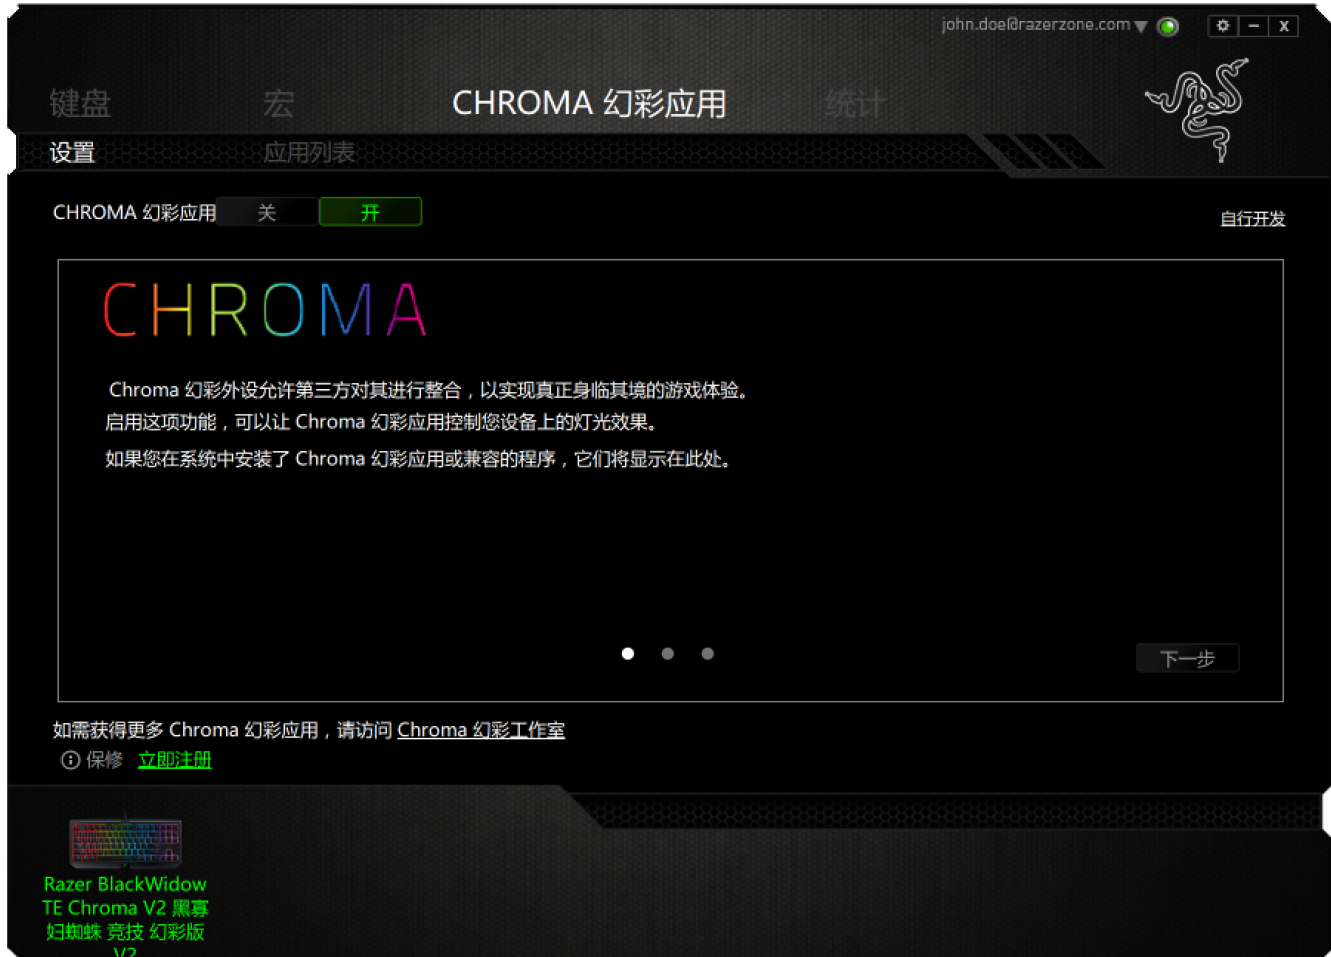 john.doe@razerzone.com
键盘 宏 CHROMA 幻彩应用 统计
设置 应用列表
CHROMA 幻彩应用 关 开
自行开发
CHROMA
Chroma 幻彩外设允许第三方对其进行整合，以实现真正身临其境的游戏体验。
启用这项功能，可以让 Chroma 幻彩应用控制您设备上的灯光效果。
如果您在系统中安装了 Chroma 幻彩应用或兼容的程序，它们将显示在此处。
下一步
如需获得更多 Chroma 幻彩应用，请访问 Chroma 幻彩工作室
保修 立即注册
Razer BlackWidow
TE Chroma V2 黑寡
妇蜘蛛 竞技 幻彩版
V2